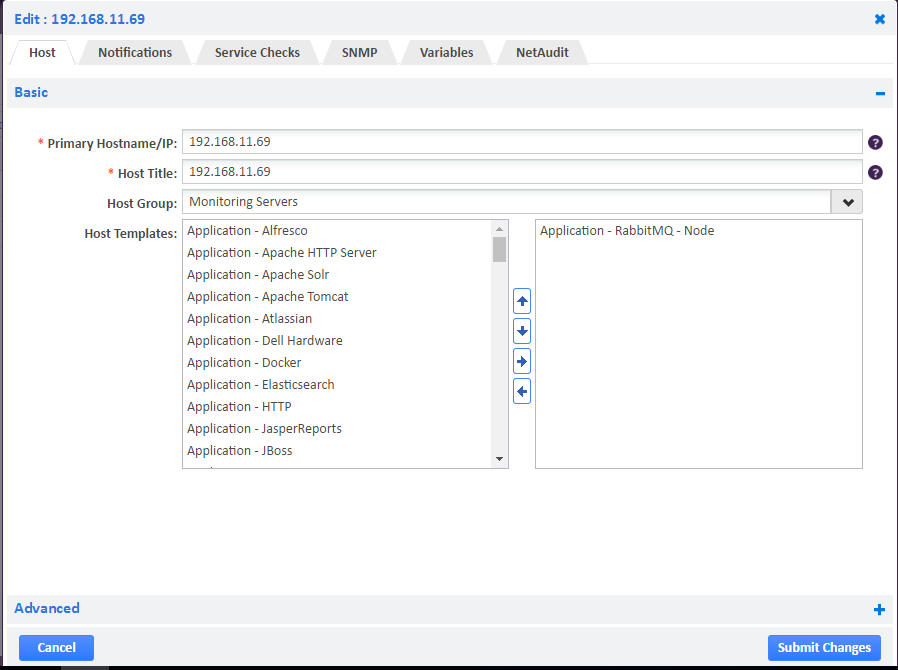 Edit : 192.168.11.69
Host Notifications Service Checks SNMP Variables NetAudit
Basic
* Primary Hostname/IP: 192.168.11.69 ?
* Host Title: 192.168.11.69 ?
Host Group: Monitoring Servers
Host Templates: Application - Alfresco Application - RabbitMQ - Node
Application - Apache HTTP Server
Application - Apache Solr
Application - Apache Tomcat
Application - Atlassian
Application - Dell Hardware
Application - Docker
Application - Elasticsearch
Application - HTTP
Application - JasperReports
Application - JBoss
Advanced
Cancel Submit Changes